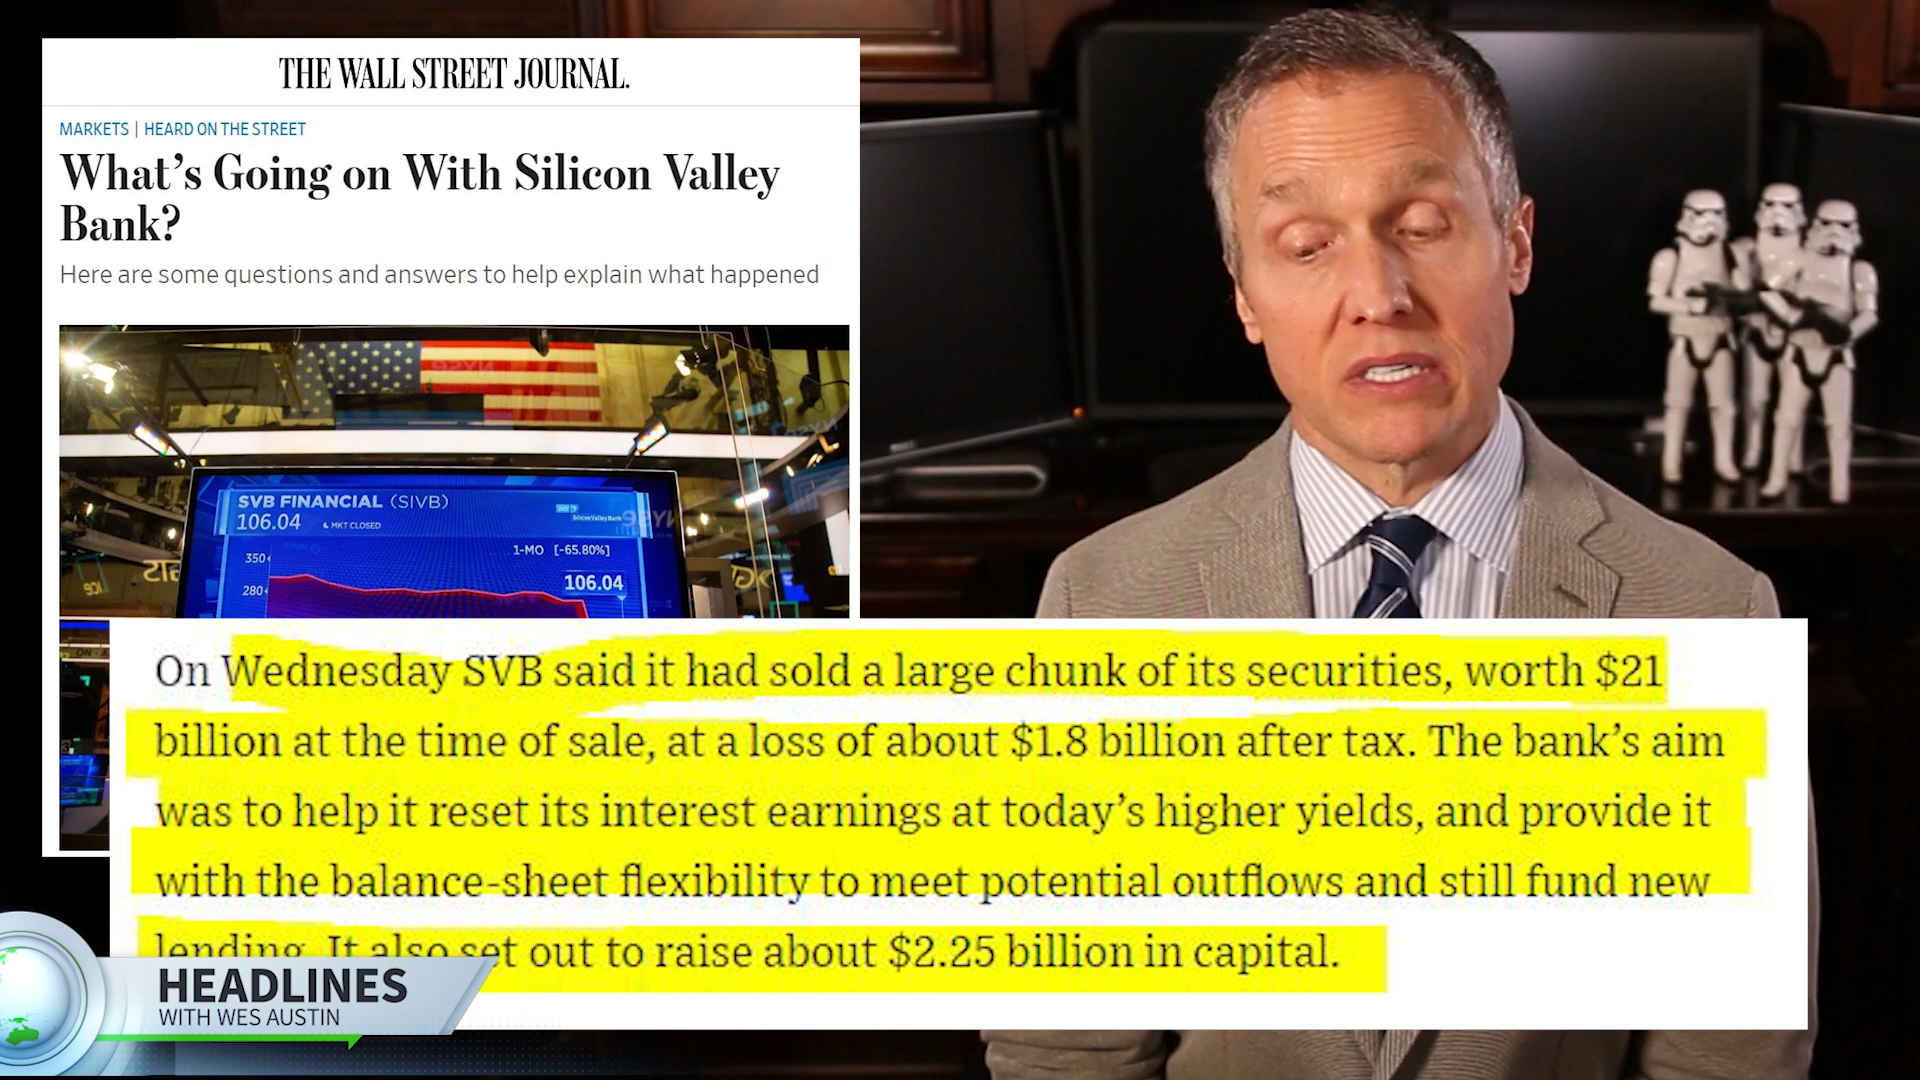 THE WALL STREET JOURNAL.
MARKETS | HEARD ON THE STREET
What's Going on With Silicon Valley
Bank?
Here are some questions and answers to help explain what happened
SVB FINANCIAL (SIVB)
106.04 MKT CLOSED
1-MO [-65.80%]
350
106.04
280
On Wednesday SVB said it had sold a large chunk of its securities, worth $21
billion at the time of sale, at a loss of about $1.8 billion after tax. The bank's aim
was to help it reset its interest earnings at today's higher yields, and provide it
with the balance-sheet flexibility to meet potential outflows and still fund new
lending. It also set out to raise about $2.25 billion in capital.
HEADLINES
WITH WES AUSTIN